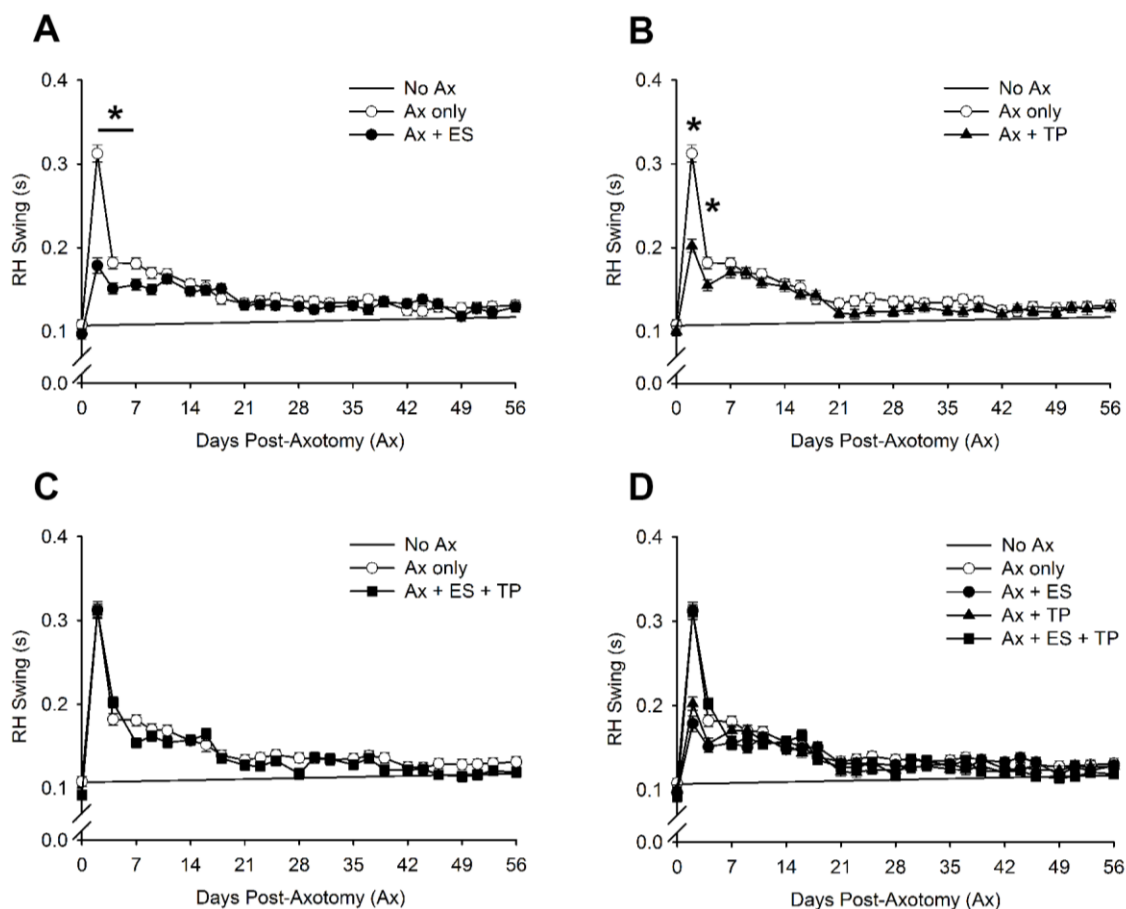 A
*
No Ax
Ax only
Ax + ES
0.4
0.3
0.2
0.1
0.0
RH Swing (s)
0 7 14 21 28 35 42 49 56
Days Post-Axotomy (Ax)
B
*
*
No Ax
Ax only
Ax + TP
0.4
0.3
0.2
0.1
0.0
RH Swing (s)
0 7 14 21 28 35 42 49 56
Days Post-Axotomy (Ax)
C
No Ax
Ax only
Ax + ES + TP
0.4
0.3
0.2
0.1
0.0
RH Swing (s)
0 7 14 21 28 35 42 49 56
Days Post-Axotomy (Ax)
D
No Ax
Ax only
Ax + ES
Ax + TP
Ax + ES + TP
0.4
0.3
0.2
0.1
0.0
RH Swing (s)
0 7 14 21 28 35 42 49 56
Days Post-Axotomy (Ax)